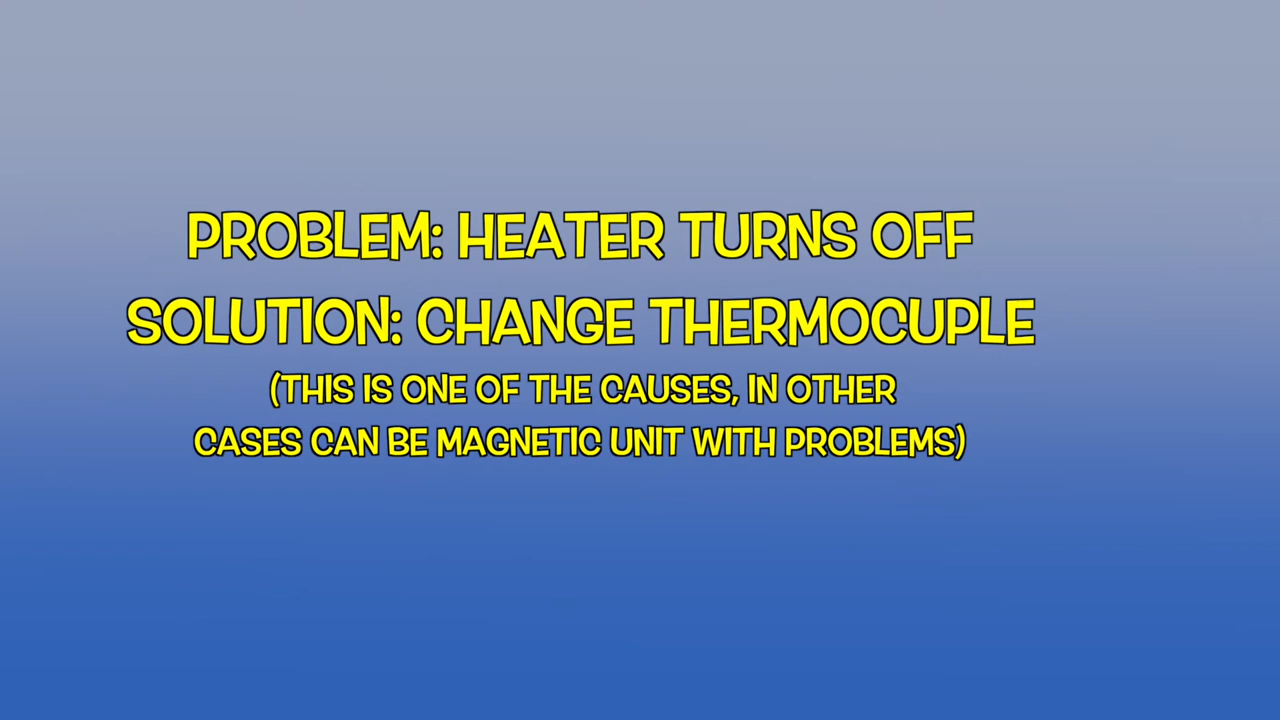 PROBLEM: HEATER TURNS OFF
SOLUTION: CHANGE THERMOCUPLE
(THIS IS ONE OF THE CAUSES, IN OTHER
CASES CAN BE MAGNETIC UNIT WITH PROBLEMS)